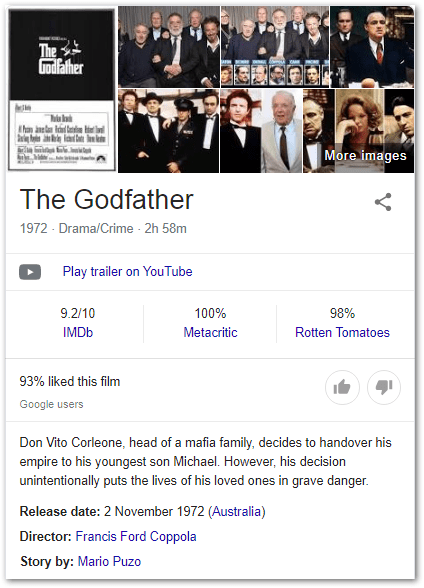 The
Godfather
More images
The Godfather
1972 · Drama/Crime · 2h 58m
Play trailer on YouTube
9.2/10
IMDb
100%
Metacritic
98%
Rotten Tomatoes
93% liked this film
Google users
Don Vito Corleone, head of a mafia family, decides to handover his
empire to his youngest son Michael. However, his decision
unintentionally puts the lives of his loved ones in grave danger.
Release date: 2 November 1972 (Australia)
Director: Francis Ford Coppola
Story by: Mario Puzo